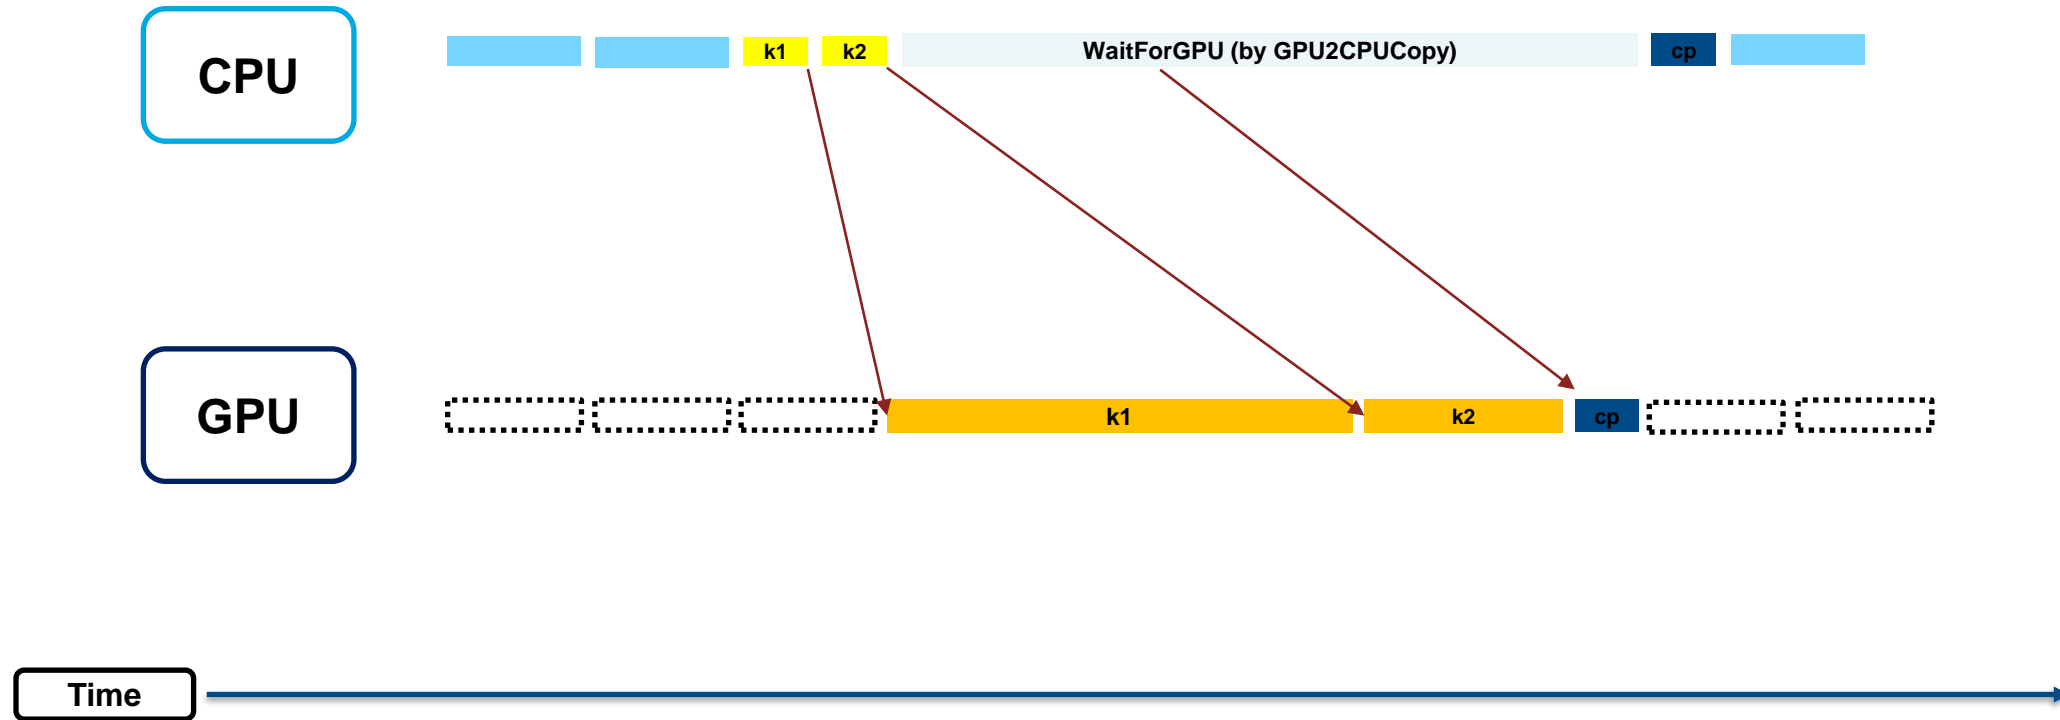 CPU
k1
k2
WaitForGPU (by GPU2CPUCopy)
cp
GPU
k1
k2
cp
Time